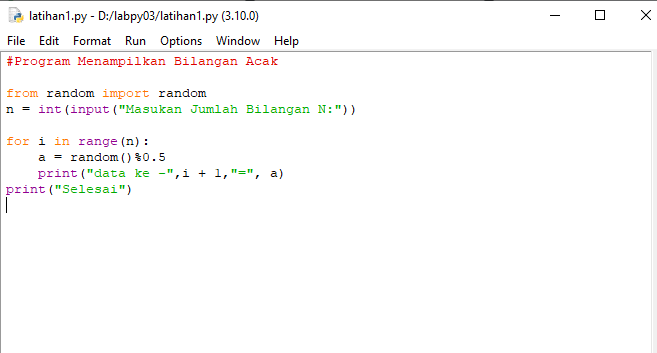 latihan1.py - D:/labpy03/latihan1.py (3.10.0)
File Edit Format Run Options Window Help
#Program Menampilkan Bilangan Acak
from random import random
n = int(input("Masukan Jumlah Bilangan N:"))
for i in range(n):
    a = random()%0.5
    print("data ke -",i + 1,"=", a)
print("Selesai")